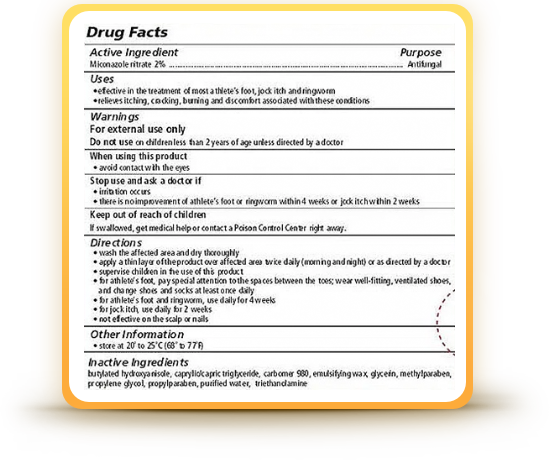 Drug Facts
Active Ingredient Purpose
Miconazole nitrate 2% ........................................................................ Antifungal
Uses
• effective in the treatment of most athlete's foot, jock itch and ringworm
• relieves itching, cracking, burning and discomfort associated with these conditions
Warnings
For external use only
Do not use on children less than 2 years of age unless directed by a doctor
When using this product
• avoid contact with the eyes
Stop use and ask a doctor if
• irritation occurs
• there is no improvement of athlete's foot or ringworm within 4 weeks or jock itch within 2 weeks
Keep out of reach of children
If swallowed, get medical help or contact a Poison Control Center right away.
Directions
• wash the affected area and dry thoroughly
• apply a thin layer of the product over affected area twice daily (morning and night) or as directed by a doctor
• supervise children in the use of this product
• for athlete's foot, pay special attention to the spaces between the toes; wear well-fitting, ventilated shoes,
and change shoes and socks at least once daily
• for athlete's foot and ringworm, use daily for 4 weeks
• for jock itch, use daily for 2 weeks
• not effective on the scalp or nails
Other Information
• store at 20˚ to 25˚C (68˚ to 77˚F)
Inactive Ingredients
butylated hydroxyanisole, caprylic/capric triglyceride, carbomer 980, emulsifying wax, glycerin, methylparaben,
propylene glycol, propylparaben, purified water, triethanolamine